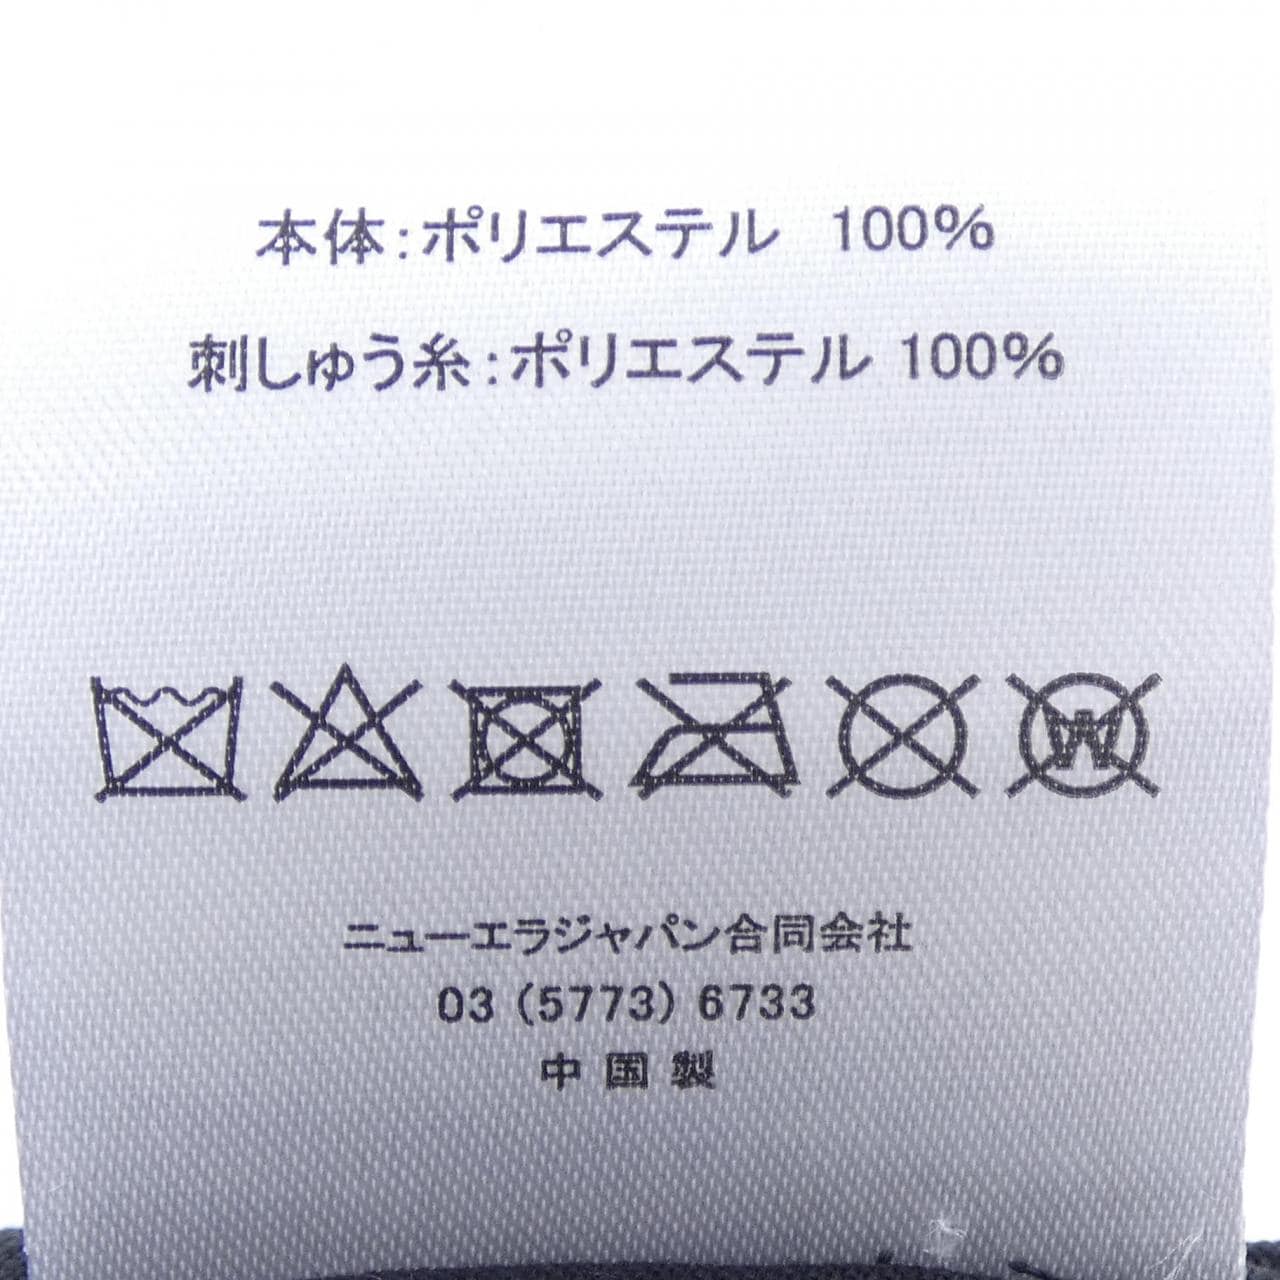 本体:ポリエステル 100%
刺しゅう糸:ポリエステル 100%
W
ニューエラジャパン合同会社
03 (5773) 6733
中国製